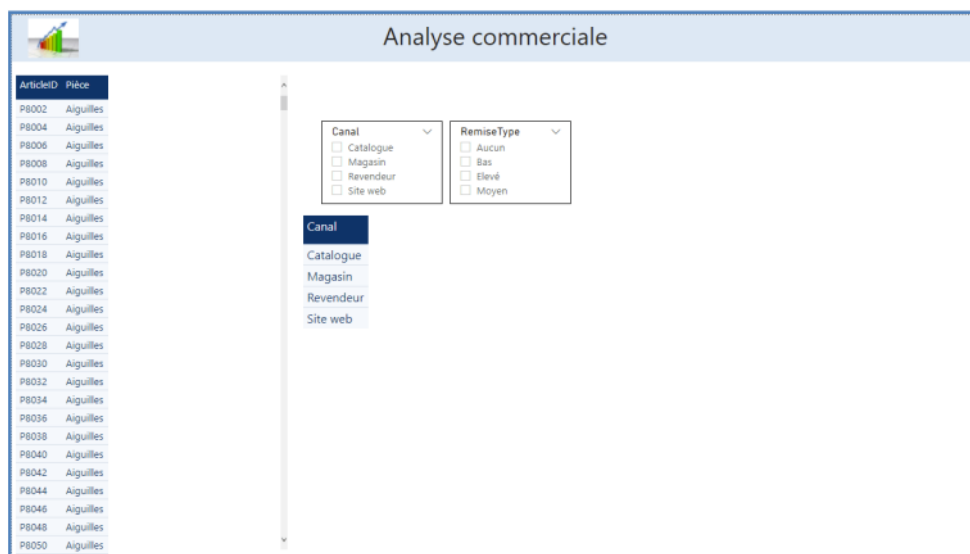 Analyse commerciale
ArticleID Pièce
P8002 Aiguilles
P8004 Aiguilles
P8006 Aiguilles
P8008 Aiguilles
P8010 Aiguilles
P8012 Aiguilles
P8014 Aiguilles
P8016 Aiguilles
P8018 Aiguilles
P8020 Aiguilles
P8022 Aiguilles
P8024 Aiguilles
P8026 Aiguilles
P8028 Aiguilles
P8030 Aiguilles
P8032 Aiguilles
P8034 Aiguilles
P8036 Aiguilles
P8038 Aiguilles
P8040 Aiguilles
P8042 Aiguilles
P8044 Aiguilles
P8046 Aiguilles
P8048 Aiguilles
P8050 Aiguilles
Canal
Catalogue
Magasin
Revendeur
Site web
RemiseType
Aucun
Bas
Elevé
Moyen
Canal
Catalogue
Magasin
Revendeur
Site web